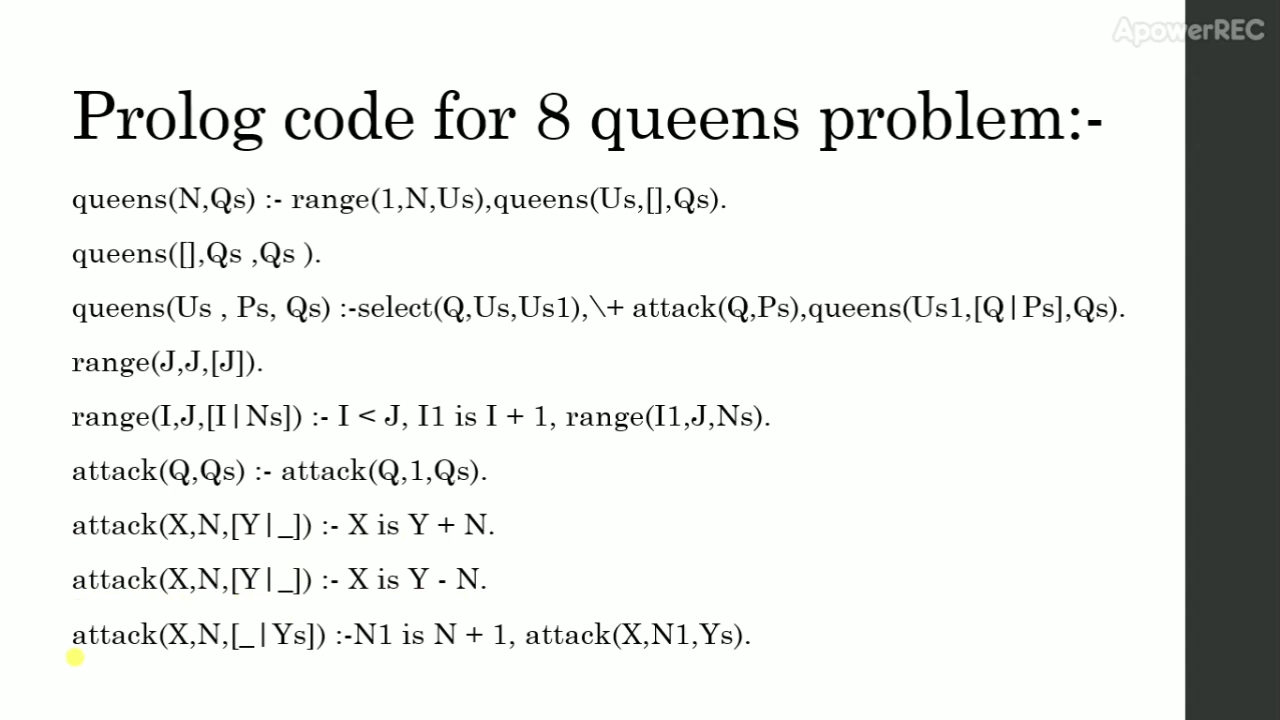 ApowerREC
Prolog code for 8 queens problem:-
queens(N,Qs) :- range(1,N,Us),queens(Us,[],Qs).
queens([],Qs ,Qs ).
queens(Us , Ps, Qs) :-select(Q,Us,Us1),\+ attack(Q,Ps),queens(Us1,[Q|Ps],Qs).
range(J,J,[J]).
range(I,J,[I|Ns]) :- I < J, I1 is I + 1, range(I1,J,Ns).
attack(Q,Qs) :- attack(Q,1,Qs).
attack(X,N,[Y|_]) :- X is Y + N.
attack(X,N,[Y|_]) :- X is Y - N.
attack(X,N,[_|Ys]) :-N1 is N + 1, attack(X,N1,Ys).